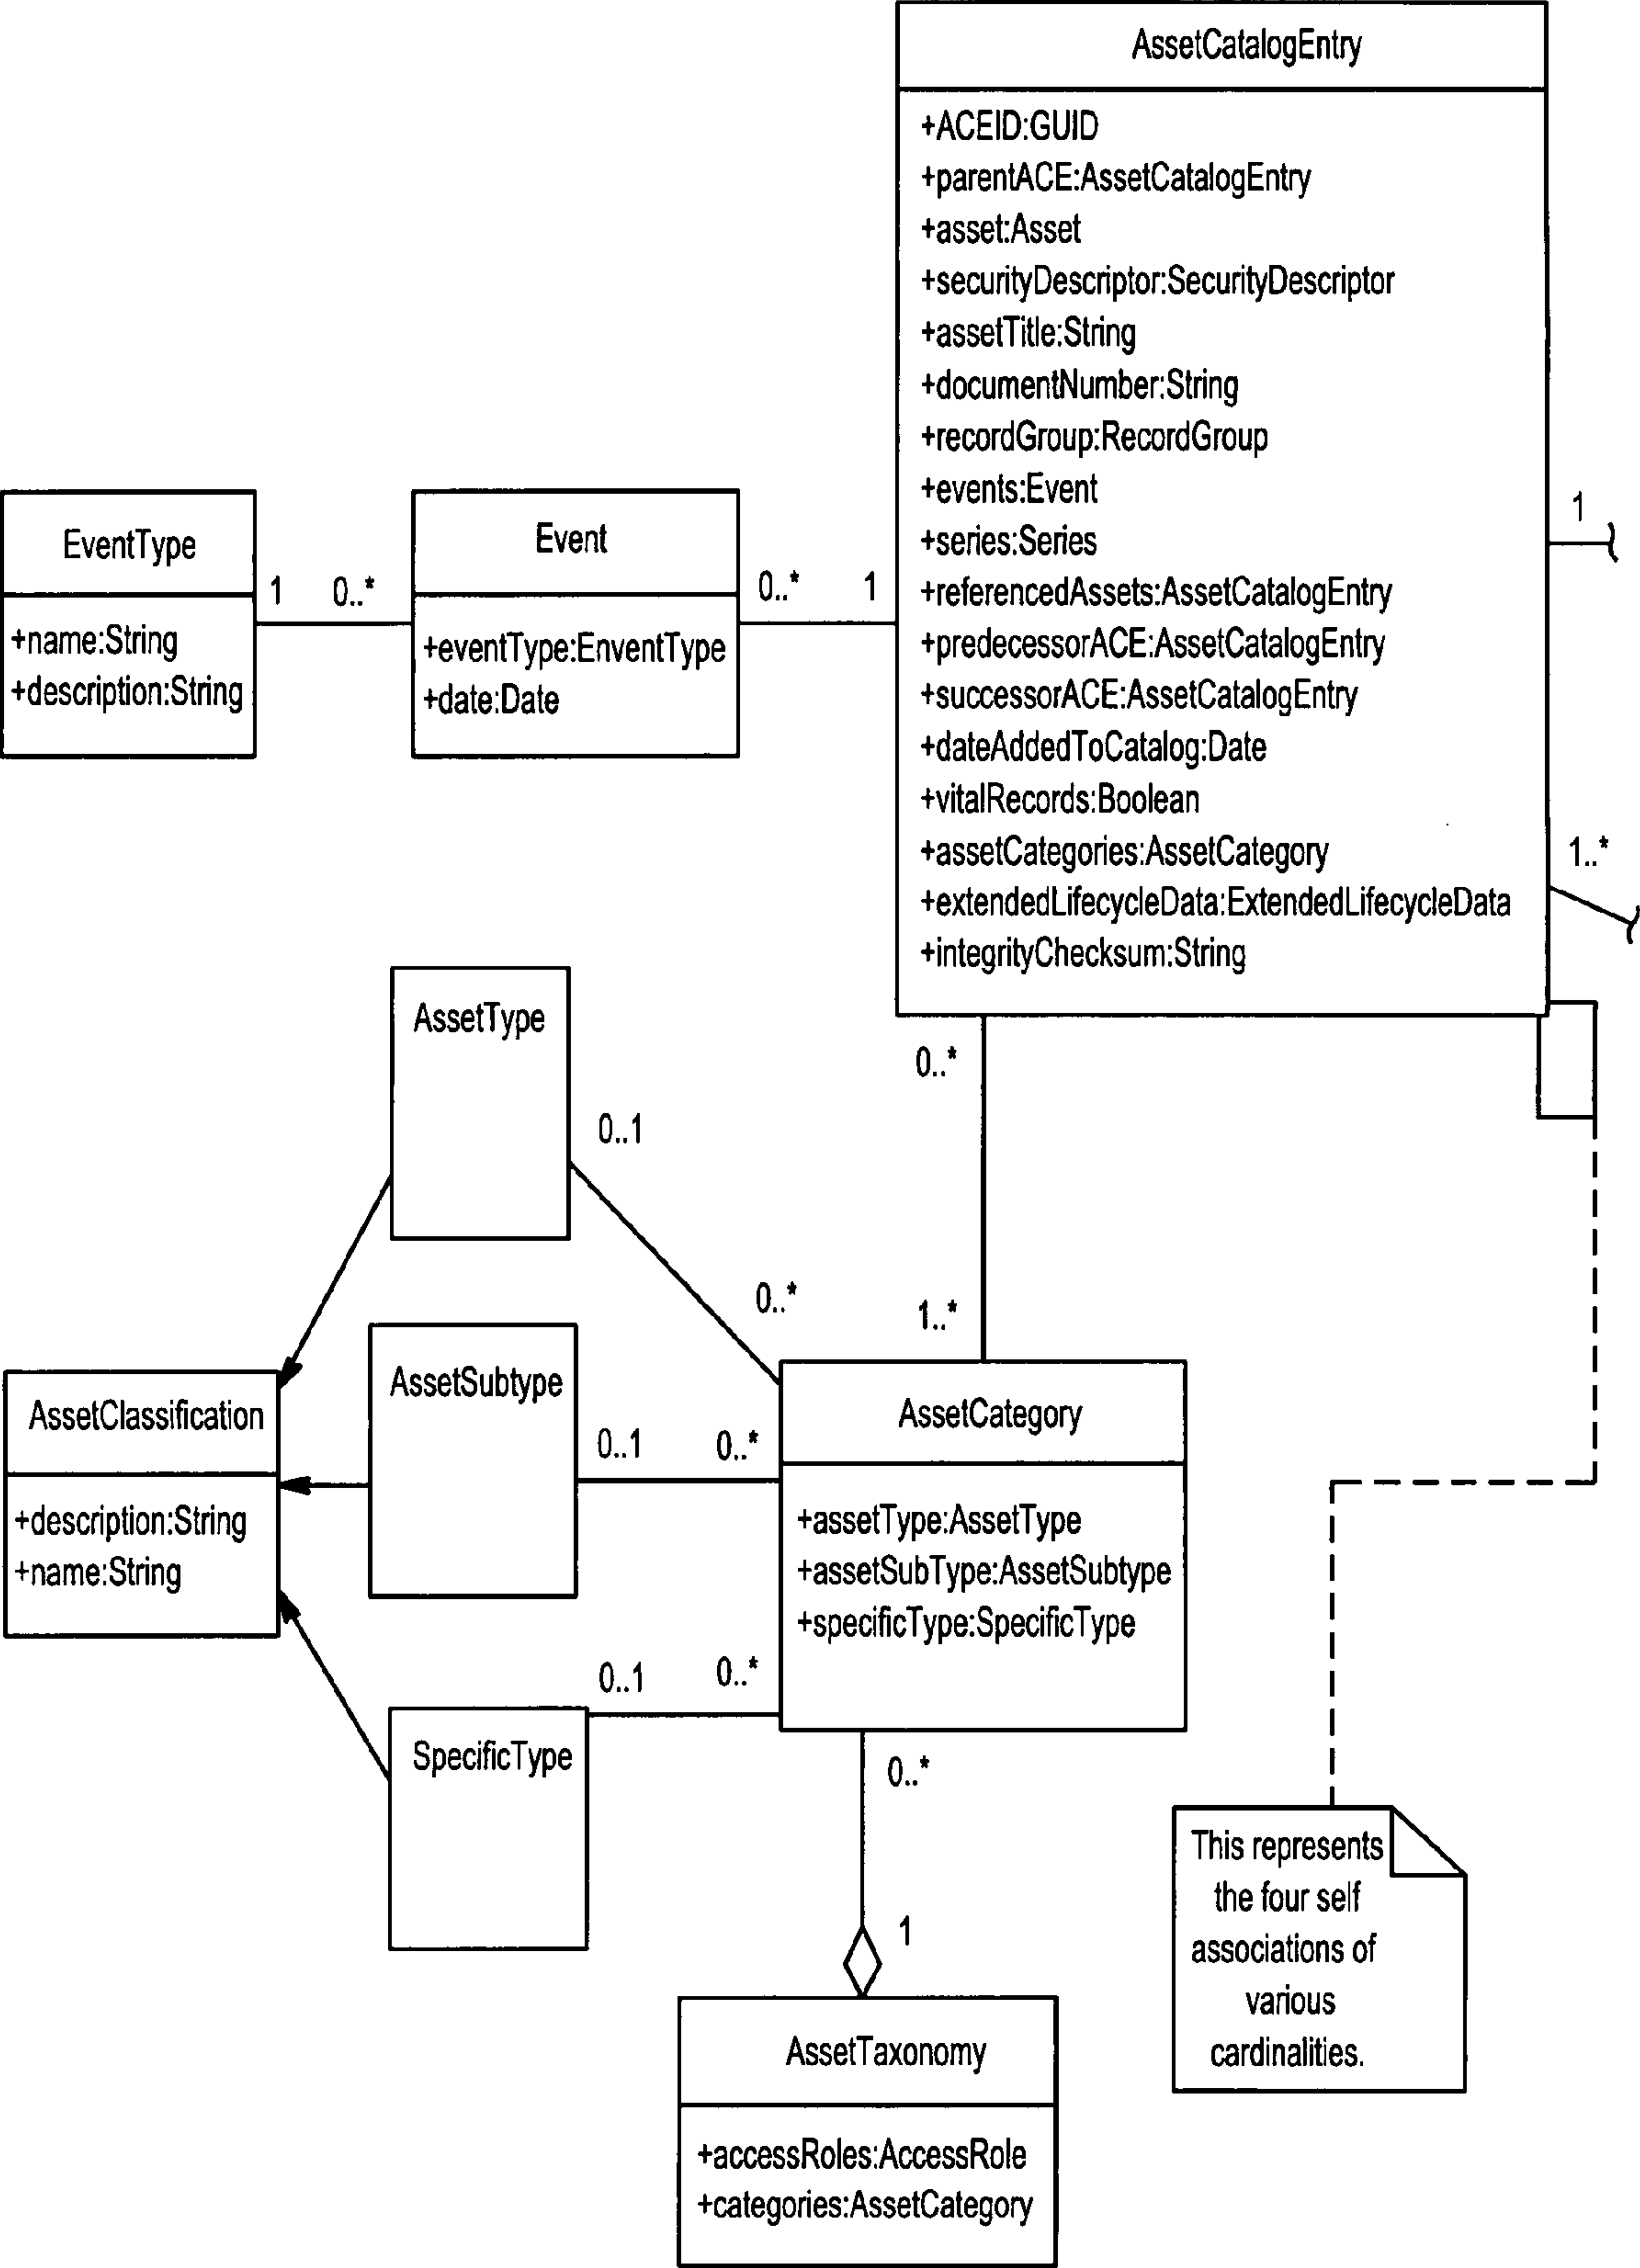 AssetCatalogEntry
+ACEID:GUID
+parentACE:AssetCatalogEntry
+asset:Asset
+securityDescriptor:SecurityDescriptor
+assetTitle:String
+documentNumber:String
+recordGroup:RecordGroup
+events:Event
+series:Series
+referencedAssets:AssetCatalogEntry
+predecessorACE:AssetCatalogEntry
+successorACE:AssetCatalogEntry
+dateAddedToCatalog:Date
+vitalRecords:Boolean
+assetCategories:AssetCategory
+extendedLifecycleData:ExtendedLifecycleData
+integrityChecksum:String
1
1..*
EventType
+name:String
+description:String
1
0..*
Event
+eventType:EnventType
+date:Date
0..*
1
0..*
1..*
AssetType
0..1
0..*
AssetSubtype
0..1
0..*
AssetClassification
+description:String
+name:String
AssetCategory
+assetType:AssetType
+assetSubType:AssetSubtype
+specificType:SpecificType
SpecificType
0..1
0..*
0..*
1
AssetTaxonomy
+accessRoles:AccessRole
+categories:AssetCategory
This represents
the four self
associations of
various
cardinalities.